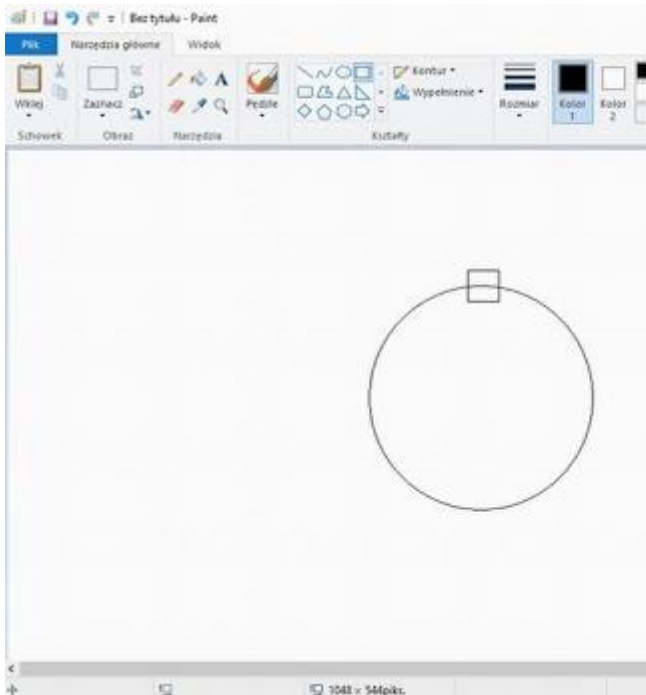 Bez tytułu - Paint
Plik Narzędzia główne Widok
Kontur
Wypełnienie
Wklej Zaznacz Pędzle Rozmiar Kolor 1 Kolor 2
Schowek Obraz Narzędzia Kształty
1048 × 544piks.